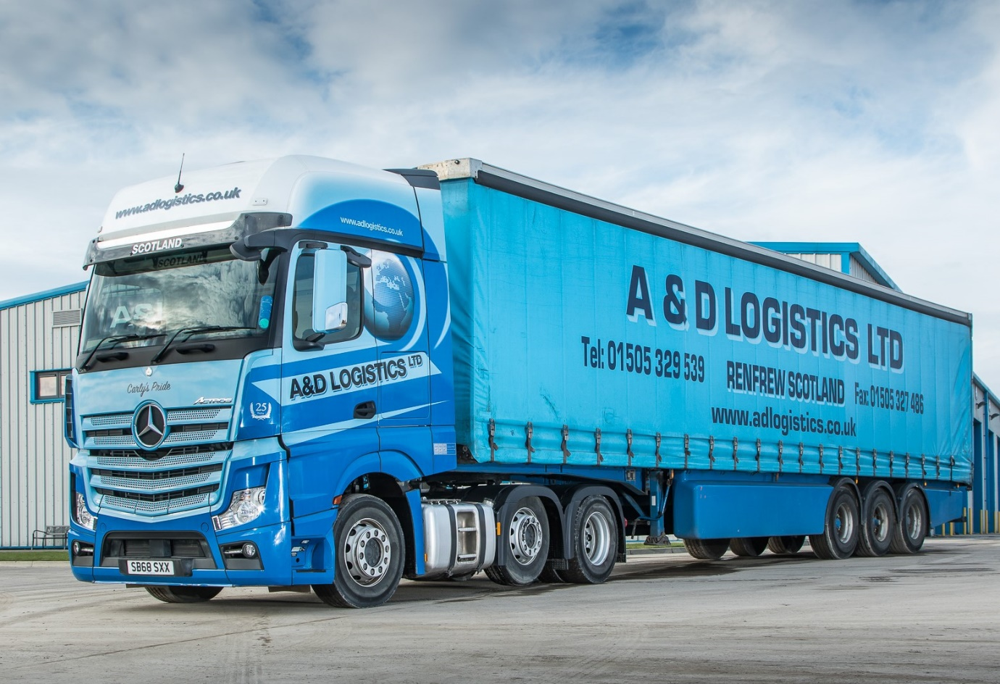 www.adlogistics.co.uk
SCOTLAND
SCOTLAND
A&
www.adlogistics.co.uk
A&D LOGISTICS LTD
25
Carly's Pride
ACTROS
SB68 SXX
A & D LOGISTICS LTD
Tel: 01505 329 539
RENFREW SCOTLAND
Fax: 01505 327 486
www.adlogistics.co.uk